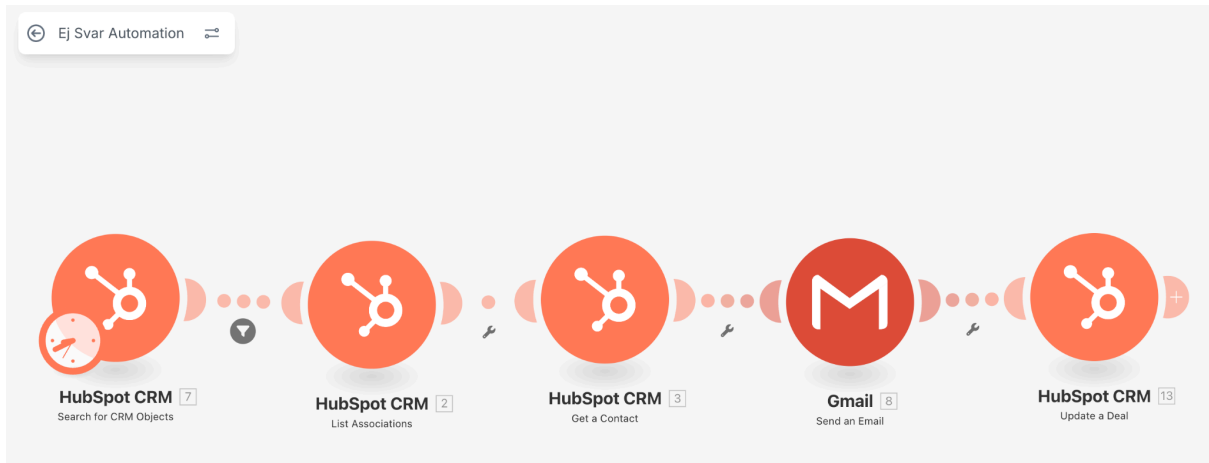 Ej Svar Automation
HubSpot CRM 7
Search for CRM Objects
HubSpot CRM 2
List Associations
HubSpot CRM 3
Get a Contact
Gmail 8
Send an Email
HubSpot CRM 13
Update a Deal